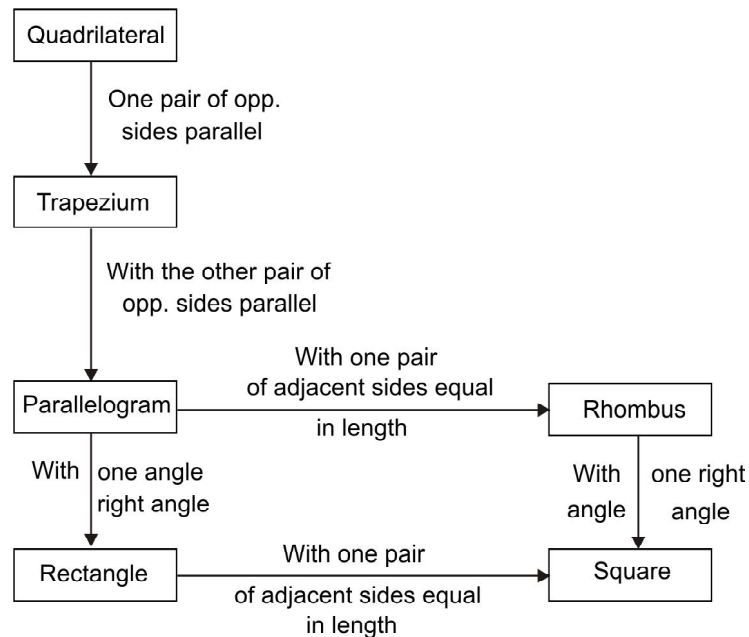 Quadrilateral
One pair of opp.
sides parallel
Trapezium
With the other pair of
opp. sides parallel
Parallelogram
With one pair
of adjacent sides equal
in length
Rhombus
With one angle
right angle
With one right
angle angle
Rectangle
With one pair
of adjacent sides equal
in length
Square